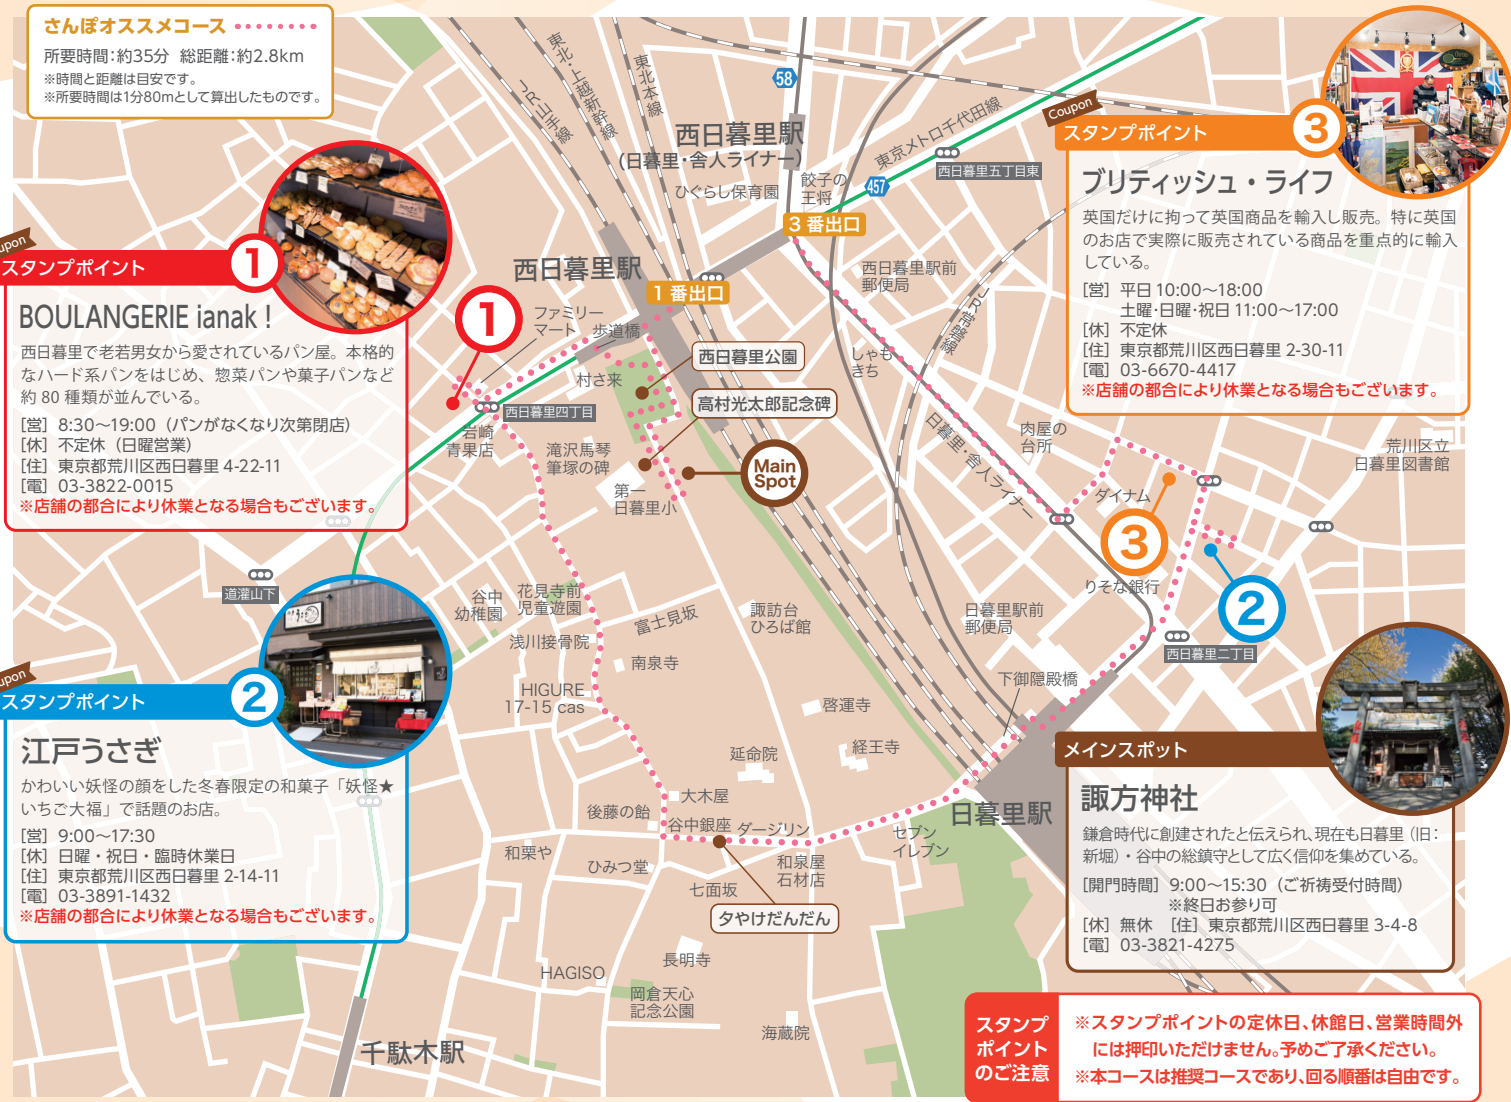 さんぽオススメコース
所要時間：約35分 総距離：約2.8km
※時間と距離は目安です。
※所要時間は1分80mとして算出したものです。
スタンプポイント
1
BOULANGERIE ianak !
西日暮里で老若男女から愛されているパン屋。本格的
なハード系パンをはじめ、惣菜パンや菓子パンなど
約 80 種類が並んでいる。
［営］8:30～19:00（パンがなくなり次第閉店）
［休］不定休（日曜営業）
［住］東京都荒川区西日暮里 4-22-11
［電］03-3822-0015
※店舗の都合により休業となる場合もございます。
スタンプポイント
2
江戸うさぎ
かわいい妖怪の顔をした冬春限定の和菓子「妖怪★
いちご大福」で話題のお店。
［営］9:00～17:30
［休］日曜・祝日・臨時休業日
［住］東京都荒川区西日暮里 2-14-11
［電］03-3891-1432
※店舗の都合により休業となる場合もございます。
Coupon
スタンプポイント
3
ブリティッシュ・ライフ
英国だけに拘って英国商品を輸入し販売。特に英国
のお店で実際に販売されている商品を重点的に輸入
している。
［営］平日 10:00～18:00
土曜・日曜・祝日 11:00～17:00
［休］不定休
［住］東京都荒川区西日暮里 2-30-11
［電］03-6670-4417
※店舗の都合により休業となる場合もございます。
メインスポット
諏方神社
鎌倉時代に創建されたと伝えられ、現在も日暮里（旧：
新堀）・谷中の総鎮守として広く信仰を集めている。
［開門時間］9:00～15:30（ご祈祷受付時間）
※終日お参り可
［休］無休 ［住］東京都荒川区西日暮里 3-4-8
［電］03-3821-4275
スタンプ
ポイント
のご注意
※スタンプポイントの定休日、休館日、営業時間外
には押印いただけません。予めご了承ください。
※本コースは推奨コースであり、回る順番は自由です。
JR山手線
東北・上越新幹線
東北本線
58
西日暮里駅
（日暮里・舎人ライナー）
東京メトロ千代田線
西日暮里五丁目東
ひぐらし保育園
餃子の
王将
457
3 番出口
西日暮里駅
1 番出口
西日暮里駅前
郵便局
JR常磐線
1
ファミリー
マート
歩道橋
村さ来
西日暮里公園
しゃも
きち
高村光太郎記念碑
西日暮里四丁目
岩崎
青果店
滝沢馬琴
筆塚の碑
第一
日暮里小
Main
Spot
日暮里・舎人ライナー
肉屋の
台所
荒川区立
日暮里図書館
ダイナム
3
りそな銀行
2
西日暮里二丁目
道灌山下
谷中
幼稚園
花見寺前
児童遊園
浅川接骨院
富士見坂
諏訪台
ひろば館
日暮里駅前
郵便局
南泉寺
HIGURE
17-15 cas
下御隠殿橋
啓運寺
経王寺
延命院
大木屋
後藤の飴
谷中銀座
ダージリン
日暮里駅
セブン
イレブン
和栗や
ひみつ堂
和泉屋
石材店
七面坂
夕やけだんだん
長明寺
HAGISO
岡倉天心
記念公園
海蔵院
千駄木駅